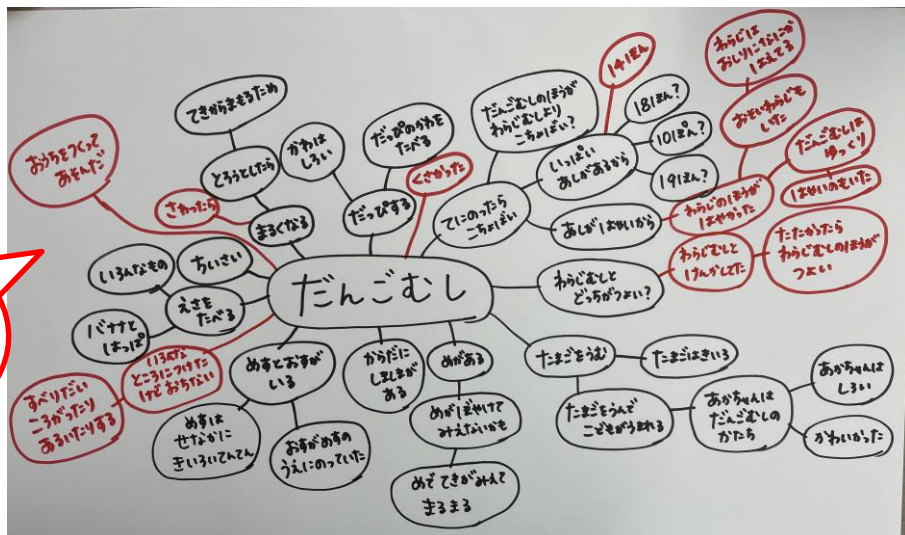 だんごむし
おうちをつくって
あそんだ
てきからまもるため
とろうとしたら
さわったら
まるくなる
かわは
しろい
だっぴのかわを
たべる
だっぴする
くさかった
だんごむしのほうが
わらじむしより
こちょばい?
てにのったら
こちょばい
いっぱい
あしがあるから
14ほん
18ほん?
10ぽん?
19ほん?
あしがはやいから
わらじのほうが
はやかった
おそいわらじも
いた
わらじは
おしりになにか
はえてる
だんごむしは
ゆっくり
はやいのもいた
わらじむしと
どっちがつよい?
わらじむしと
けんかしてた
たたかったら
わらじむしのほうが
つよい
たまごをうむ
たまごはきいろ
たまごをうんで
こどもがうまれる
あかちゃんは
だんごむしの
かたち
あかちゃんは
しろい
かわいかった
めがある
めがぼやけて
みえないかも
めで てきがみえて
まるまる
からだに
しましまが
ある
めすとおすが
いる
めすは
せなかに
きいろいてんてん
おすがめすの
うえにのっていた
いろんな
ところにつけた
けどおちない
すべりだい
ころがったり
あるいたりする
えさを
たべる
いろんなもの
バナナと
はっぱ
ちいさい